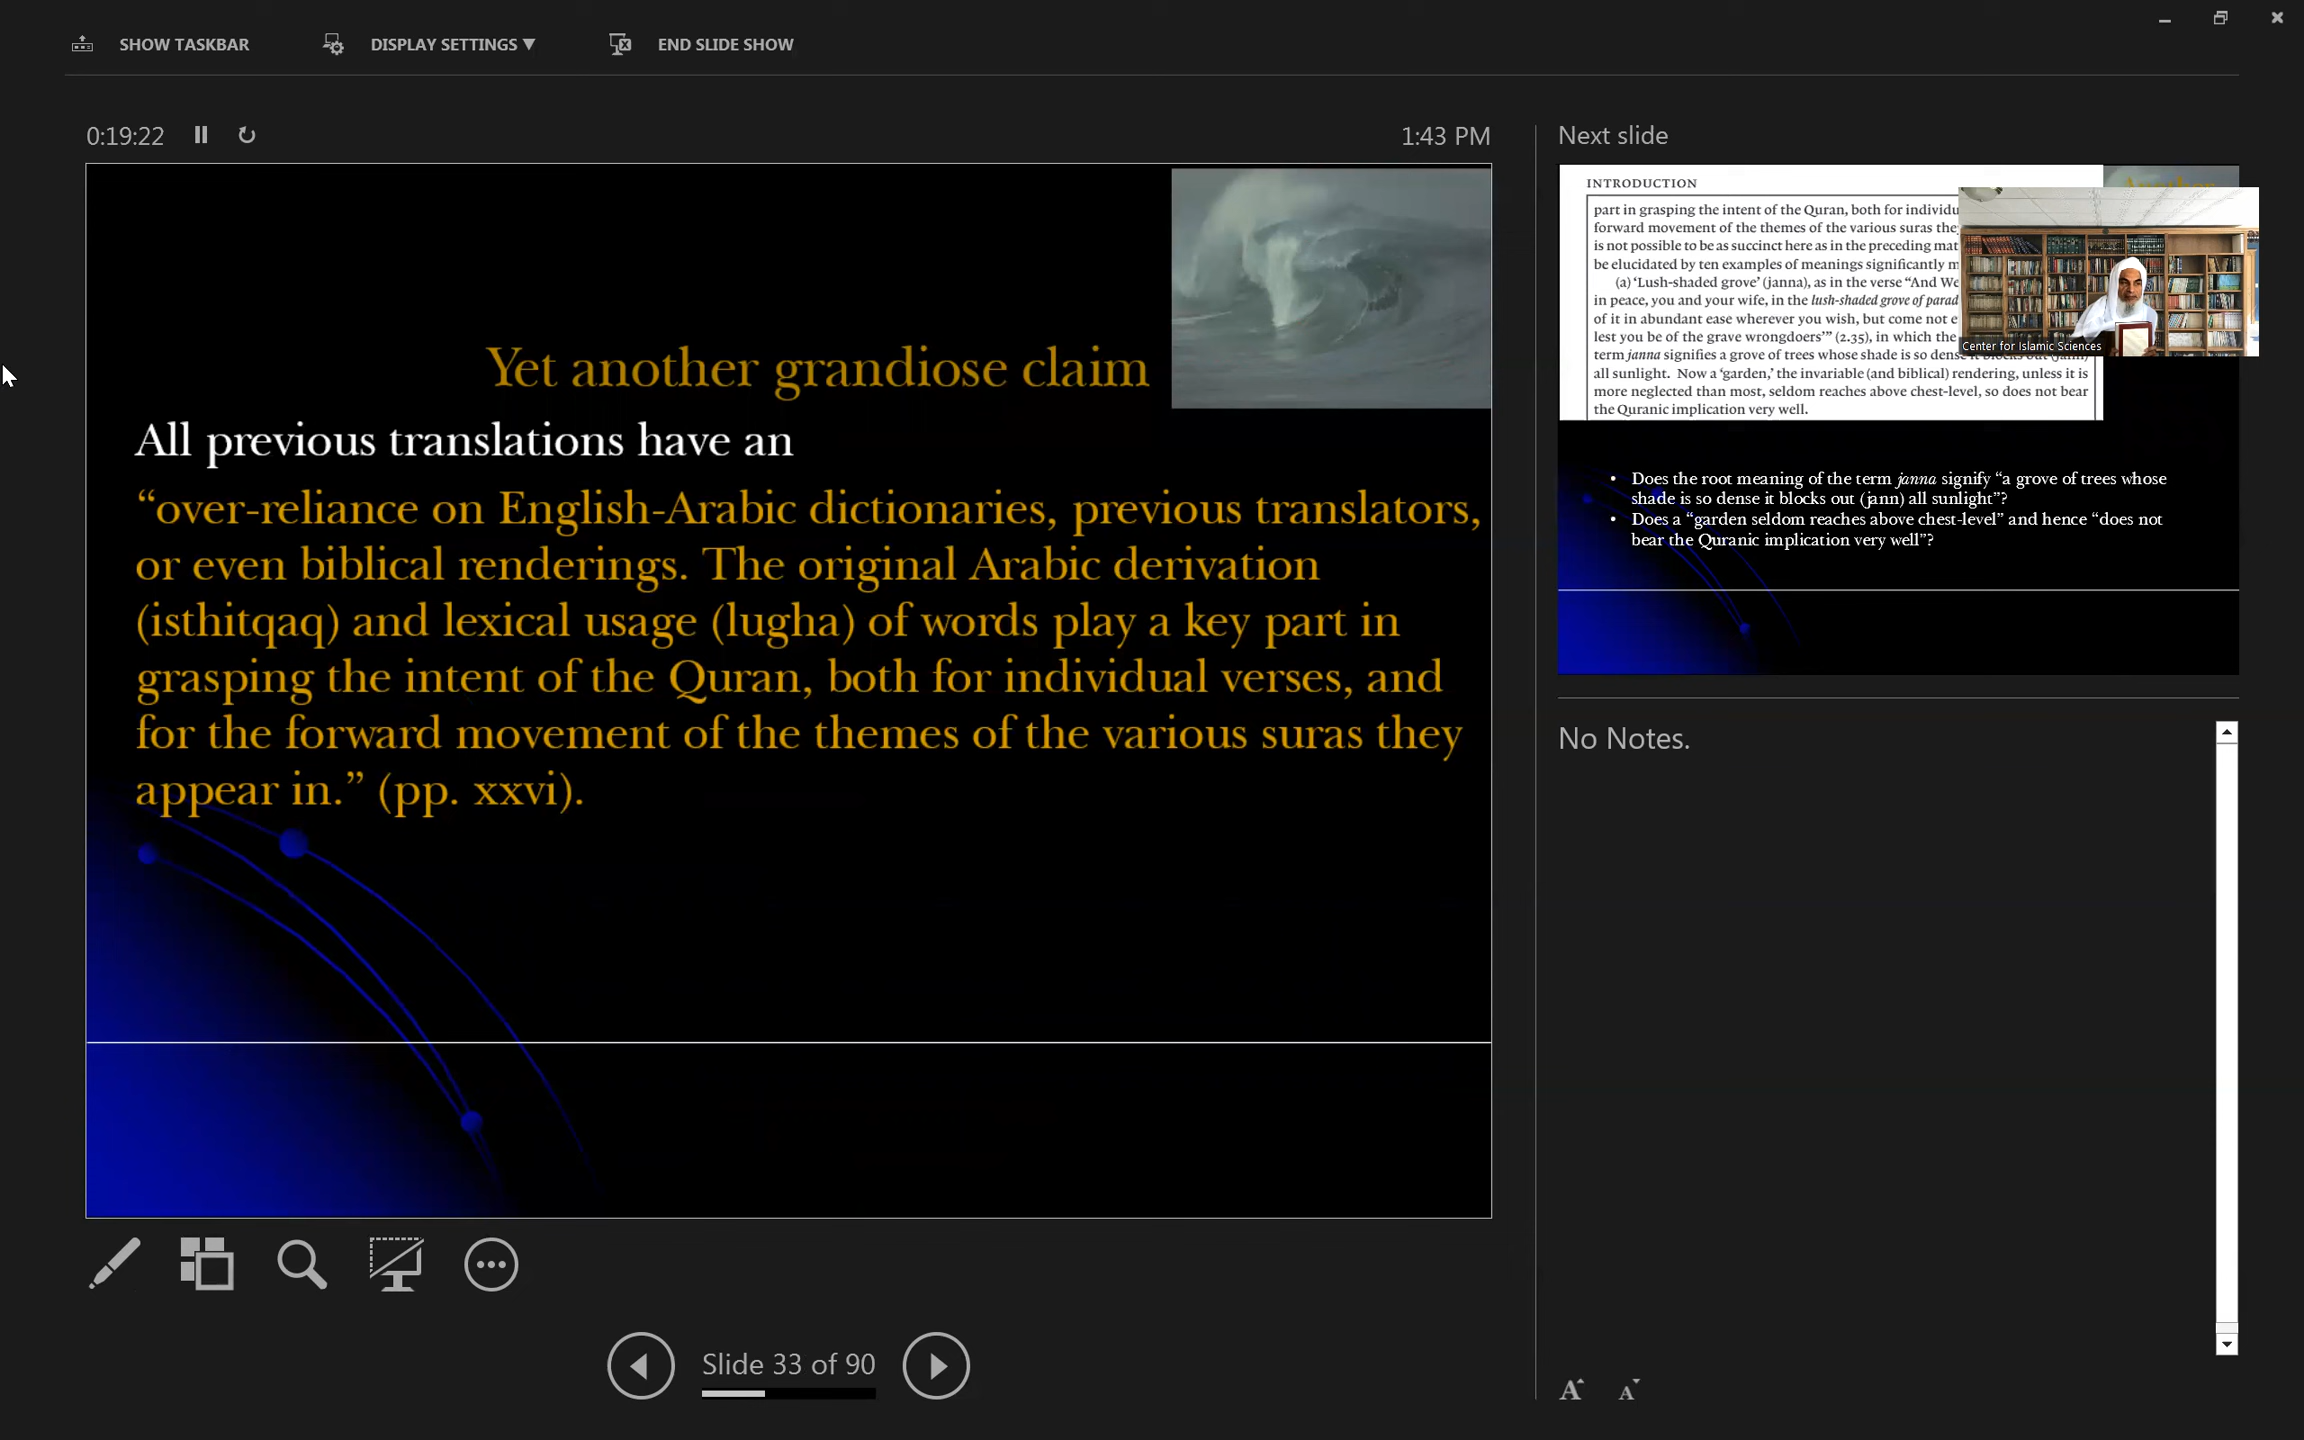 SHOW TASKBAR
DISPLAY SETTINGS ▼
END SLIDE SHOW
0:19:22
1:43 PM
Yet another grandiose claim
All previous translations have an
“over-reliance on English-Arabic dictionaries, previous translators,
or even biblical renderings. The original Arabic derivation
(isthitqaq) and lexical usage (lugha) of words play a key part in
grasping the intent of the Quran, both for individual verses, and
for the forward movement of the themes of the various suras they
appear in.” (pp. xxvi).
Slide 33 of 90
Next slide
INTRODUCTION
Another
part in grasping the intent of the Quran, both for individu
forward movement of the themes of the various suras the
is not possible to be as succinct here as in the preceding mat
be elucidated by ten examples of meanings significantly m
(a) ‘Lush-shaded grove’ (janna), as in the verse “And We
in peace, you and your wife, in the lush-shaded grove of parad
of it in abundant ease wherever you wish, but come not e
lest you be of the grave wrongdoers’” (2.35), in which the
term janna signifies a grove of trees whose shade is so dense it blocks out (jann)
all sunlight. Now a ‘garden,’ the invariable (and biblical) rendering, unless it is
more neglected than most, seldom reaches above chest-level, so does not bear
the Quranic implication very well.
Center for Islamic Sciences
• Does the root meaning of the term janna signify “a grove of trees whose
shade is so dense it blocks out (jann) all sunlight”?
• Does a “garden seldom reaches above chest-level” and hence “does not
bear the Quranic implication very well”?
No Notes.
A A